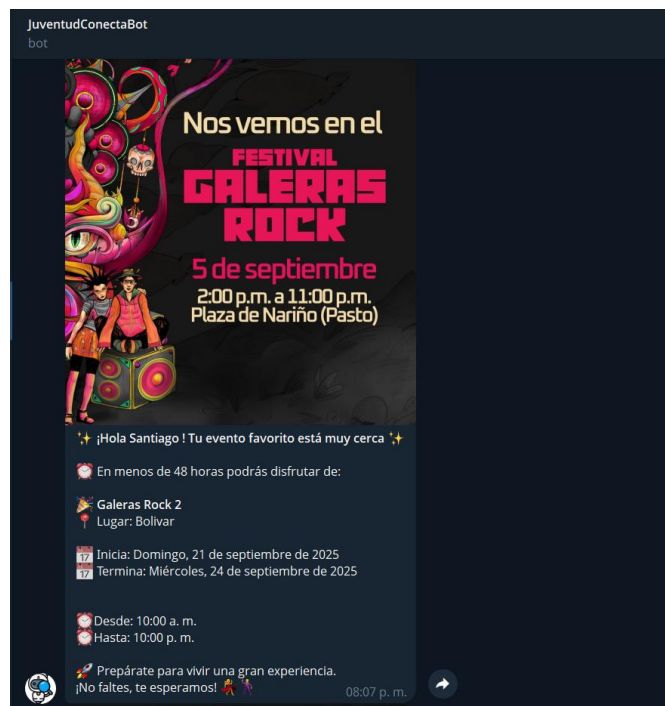 JuventudConectaBot
bot
Nos vemos en el
FESTIVAL
GALERAS
ROCK
5 de septiembre
2:00 p.m. a 11:00 p.m.
Plaza de Nariño (Pasto)
✨ ¡Hola Santiago ! Tu evento favorito está muy cerca ✨
⏰ En menos de 48 horas podrás disfrutar de:
🎉 Galeras Rock 2
📍 Lugar: Bolivar
📅 Inicia: Domingo, 21 de septiembre de 2025
📅 Termina: Miércoles, 24 de septiembre de 2025
⏰Desde: 10:00 a. m.
⏰Hasta: 10:00 p. m.
🚀 Prepárate para vivir una gran experiencia.
¡No faltes, te esperamos! 💃🕺
08:07 p. m.